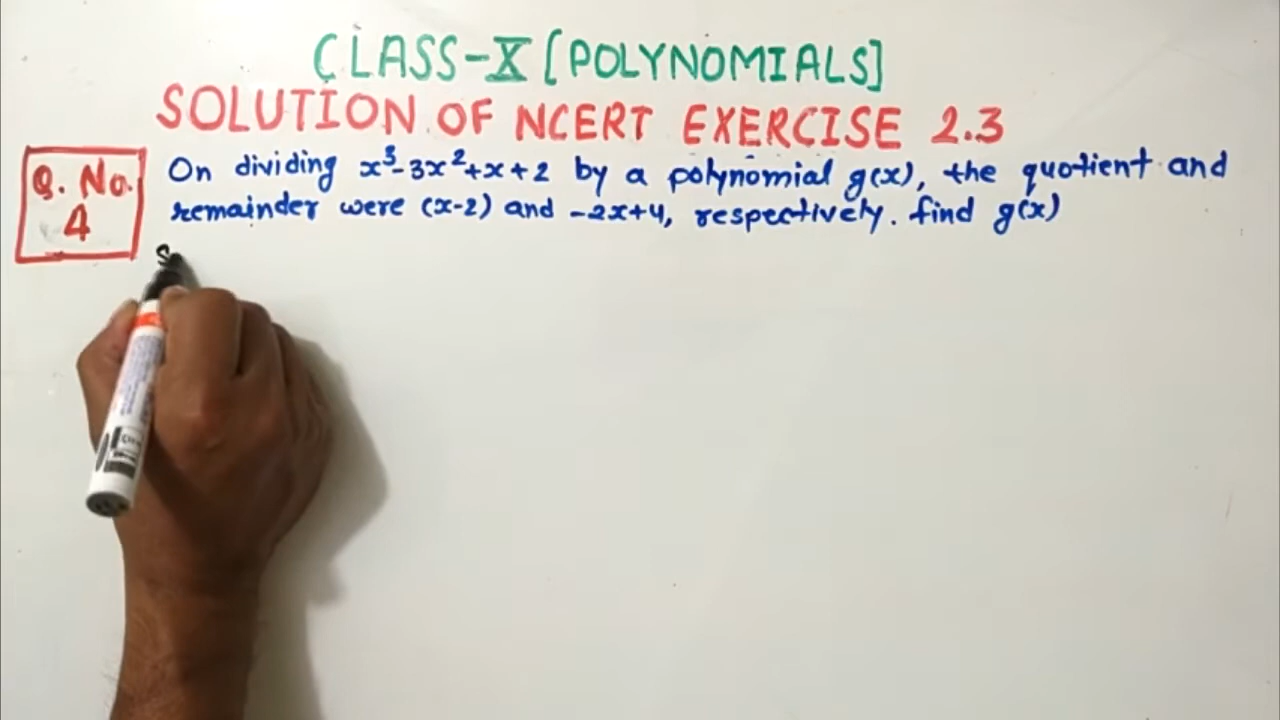 CLASS-X [POLYNOMIALS]
SOLUTION OF NCERT EXERCISE 2.3
Q. No. 4
On dividing x³-3x²+x+2 by a polynomial g(x), the quotient and
remainder were (x-2) and -2x+4, respectively. find g(x)
S